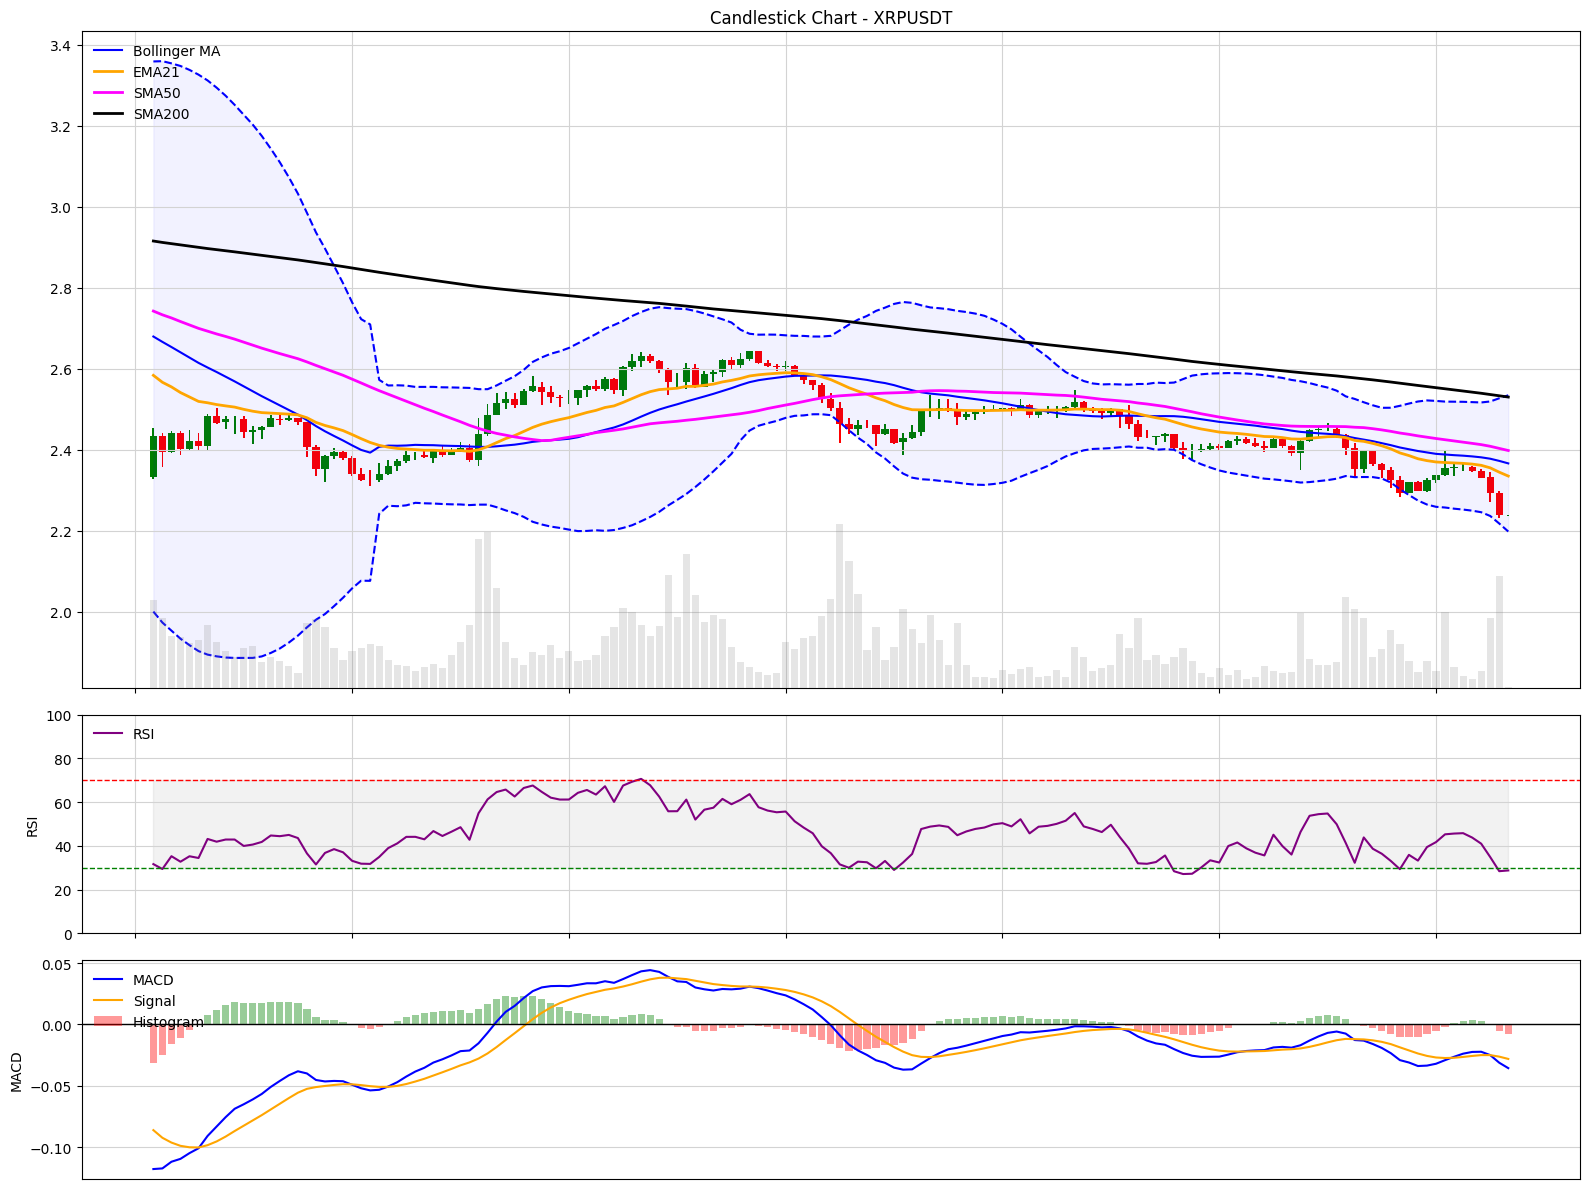 Candlestick Chart - XRPUSDT
3.4
3.2
3.0
2.8
2.6
2.4
2.2
2.0
Bollinger MA
EMA21
SMA50
SMA200
100
80
60
40
20
0
RSI
RSI
0.05
0.00
−0.05
−0.10
MACD
MACD
Signal
Histogram